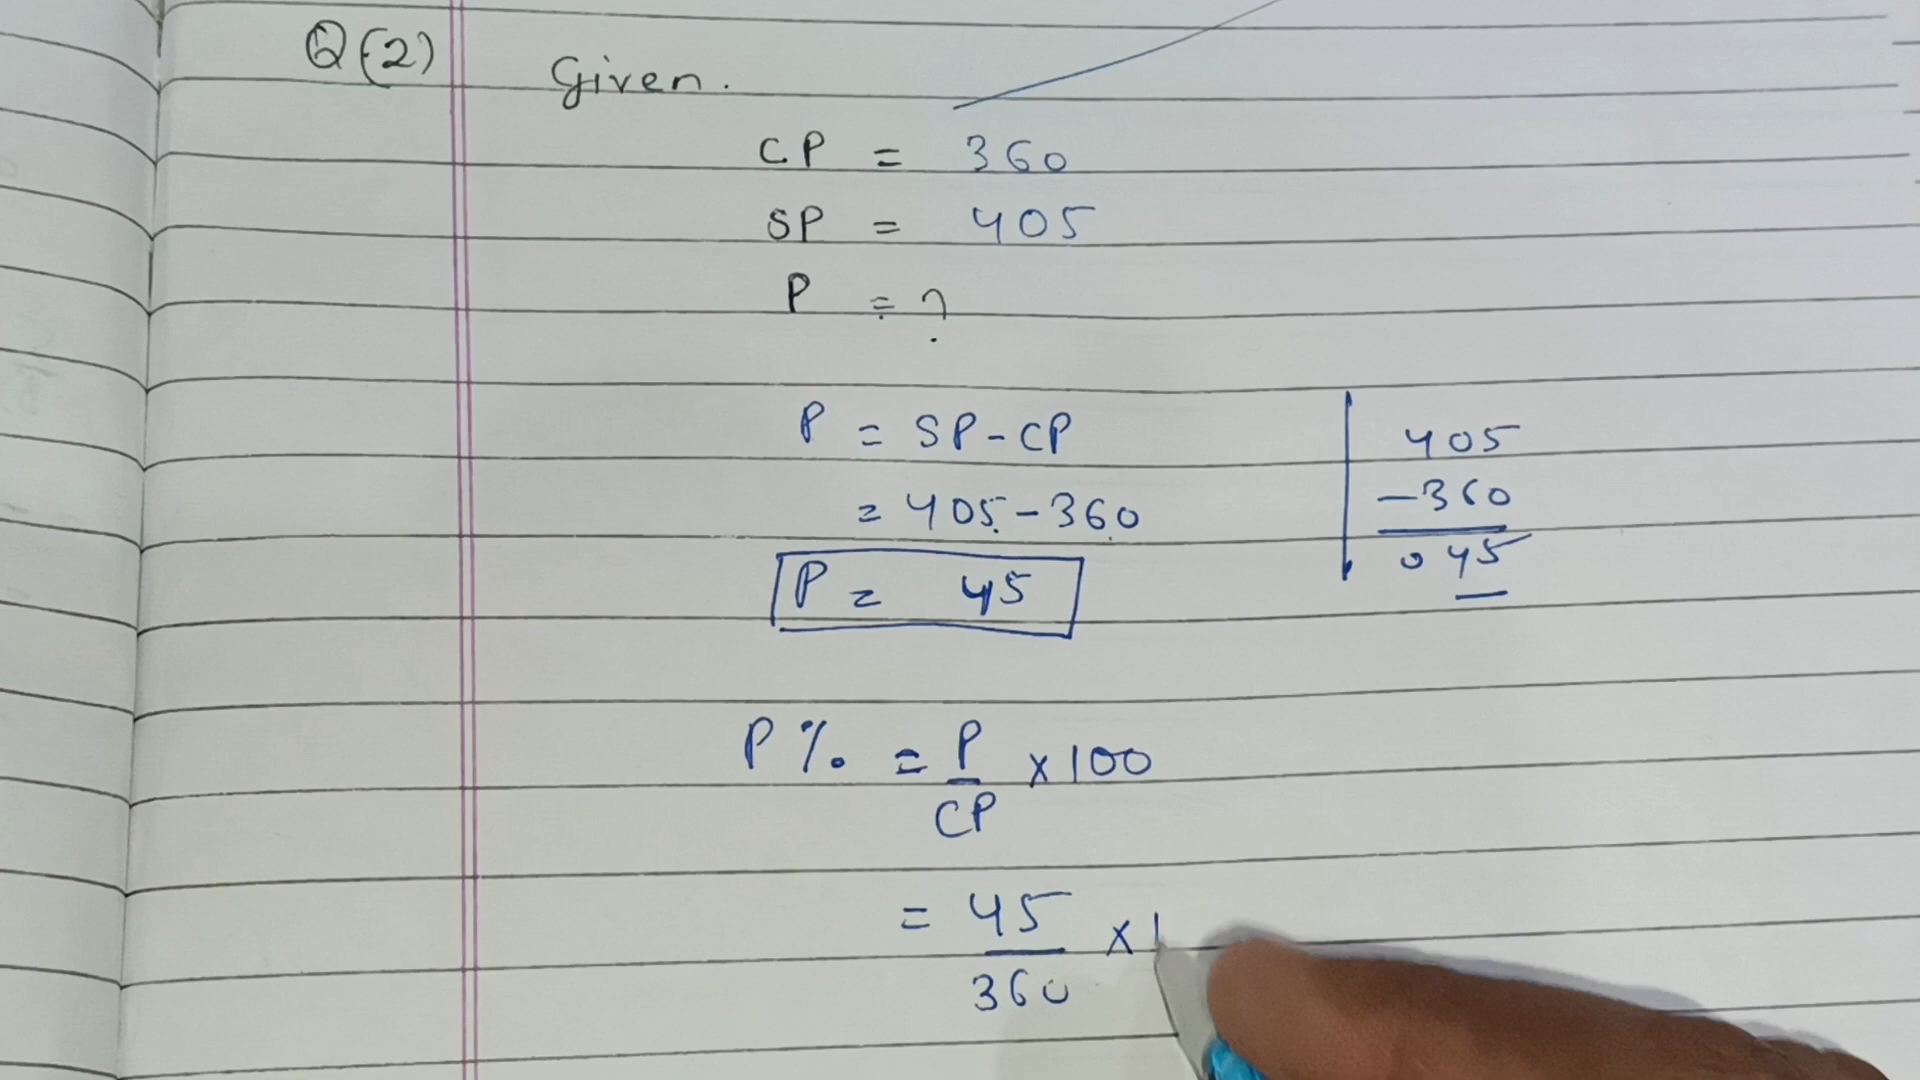 Q(2) Given.
CP = 360
SP = 405
P = ?
P = SP-CP
= 405-360
P = 45
405
-360
045
P% = P/CP ×100
= 45/360 ×1